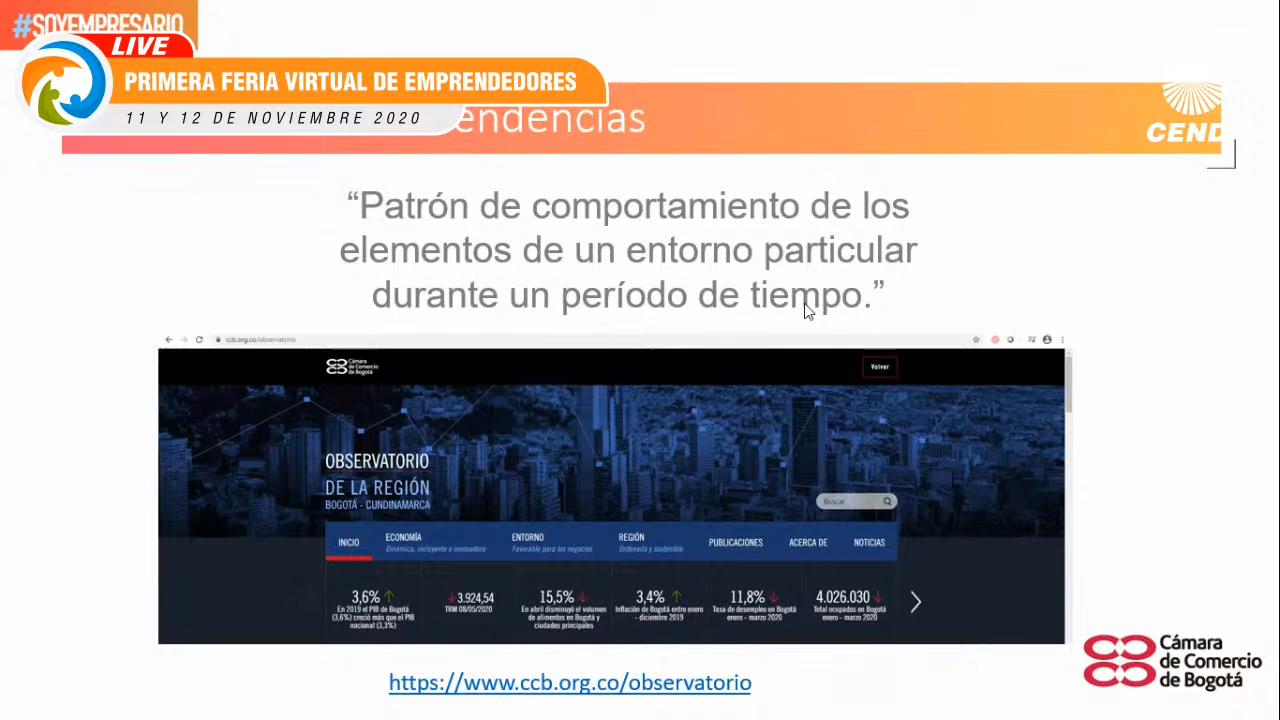 #SOYEMPRESARIO
LIVE
PRIMERA FERIA VIRTUAL DE EMPRENDEDORES
11 Y 12 DE NOVIEMBRE 2020
endencias
CEND
“Patrón de comportamiento de los
elementos de un entorno particular
durante un período de tiempo.”
ccb.org.co/observatorio
Cámara
de Comercio
de Bogotá
Volver
OBSERVATORIO
DE LA REGIÓN
BOGOTÁ - CUNDINAMARCA
Buscar
INICIO
ECONOMÍA
Dinámica, incluyente e innovadora
ENTORNO
Favorable para los negocios
REGIÓN
Ordenada y sostenible
PUBLICACIONES
ACERCA DE
NOTICIAS
3,6%
En 2019 el PIB de Bogotá
(3,6%) creció más que el PIB
nacional (3,3%)
3.924,54
TRM 08/05/2020
15,5%
En abril disminuyó el volumen
de alimentos en Bogotá y
ciudades principales
3,4%
Inflación de Bogotá entre enero
- diciembre 2019
11,8%
Tasa de desempleo en Bogotá
enero - marzo 2020
4.026.030
Total ocupados en Bogotá
enero - marzo 2020
https://www.ccb.org.co/observatorio
Cámara
de Comercio
de Bogotá